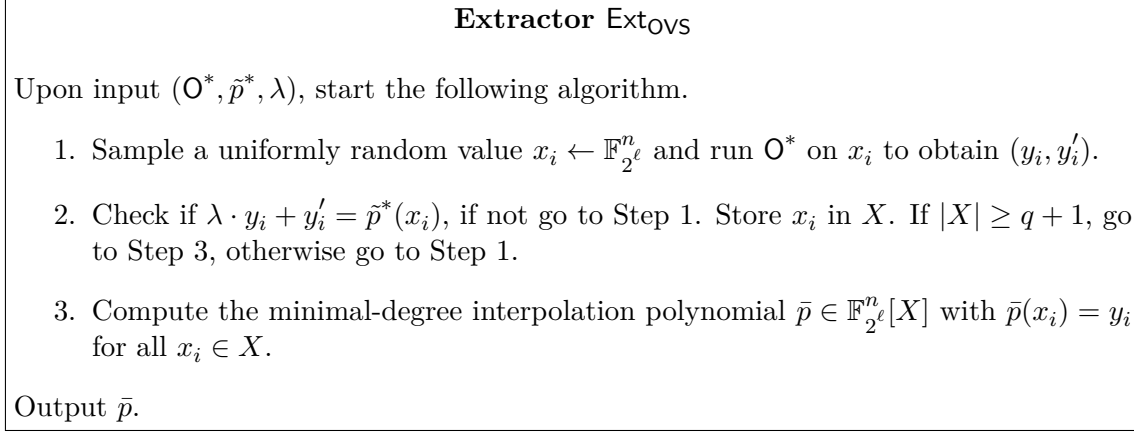 Extractor Ext_OVS
Upon input (O*, p̃*, λ), start the following algorithm.
1. Sample a uniformly random value x_i ← 𝔽^n_{2^ℓ} and run O* on x_i to obtain (y_i, y'_i).
2. Check if λ · y_i + y'_i = p̃*(x_i), if not go to Step 1. Store x_i in X. If |X| ≥ q + 1, go
to Step 3, otherwise go to Step 1.
3. Compute the minimal-degree interpolation polynomial p̄ ∈ 𝔽^n_{2^ℓ}[X] with p̄(x_i) = y_i
for all x_i ∈ X.
Output p̄.